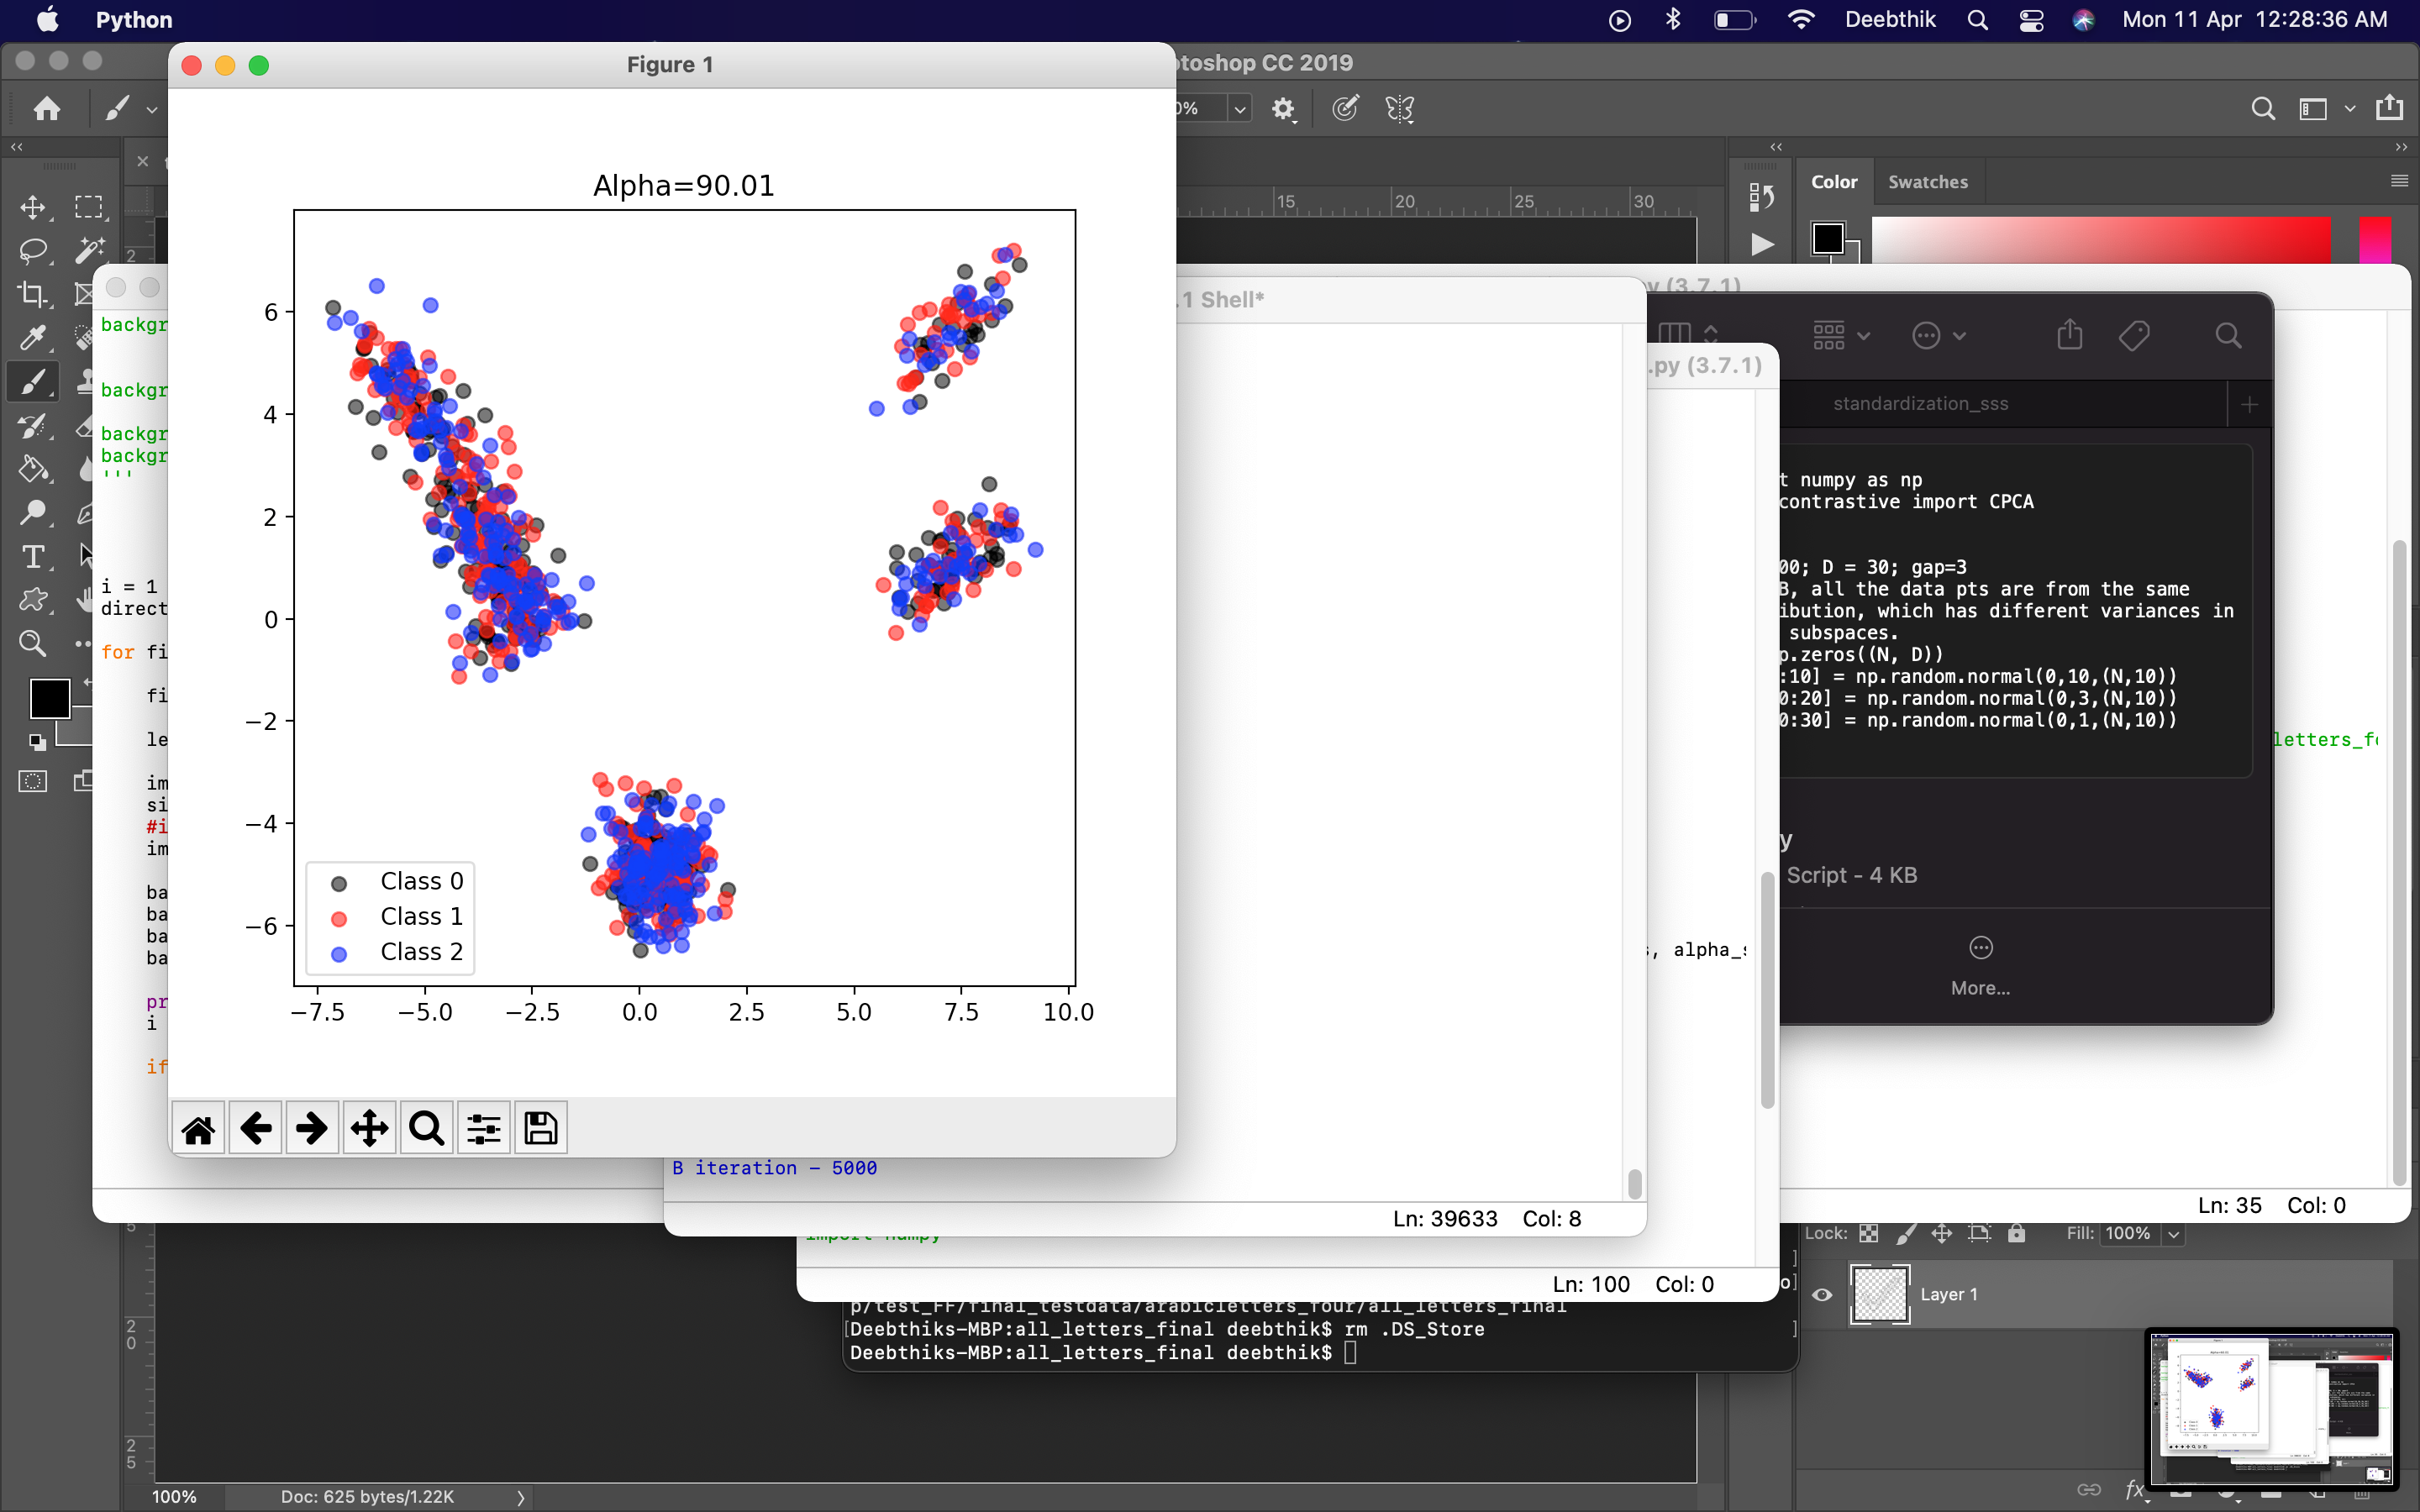 Python
Deebthik
Mon 11 Apr 12:28:36 AM
Figure 1
toshop CC 2019
Alpha=90.01
6
4
2
0
−2
−4
−6
−7.5
−5.0
−2.5
0.0
2.5
5.0
7.5
10.0
Class 0
Class 1
Class 2
15
20
25
30
Color
Swatches
backgr
backgr
backgr
backgr
'''
i = 1
direct
for fi
fi
le
im
si
#i
im
ba
ba
ba
ba
pr
i
if
.1 Shell*
B iteration - 5000
Ln: 39633 Col: 8
.py (3.7.1)
, alpha_s
import numpy
Ln: 100 Col: 0
y (3.7.1)
letters_f
Ln: 35 Col: 0
standardization_sss
t numpy as np
contrastive import CPCA
00; D = 30; gap=3
B, all the data pts are from the same
ibution, which has different variances in
subspaces.
p.zeros((N, D))
:10] = np.random.normal(0,10,(N,10))
0:20] = np.random.normal(0,3,(N,10))
0:30] = np.random.normal(0,1,(N,10))
y
Script - 4 KB
More...
p/test_FF/final_testdata/arabicletters_four/all_letters_final
Deebthiks-MBP:all_letters_final deebthik$ rm .DS_Store
Deebthiks-MBP:all_letters_final deebthik$
Lock:
Fill: 100%
Layer 1
fx
100%
Doc: 625 bytes/1.22K